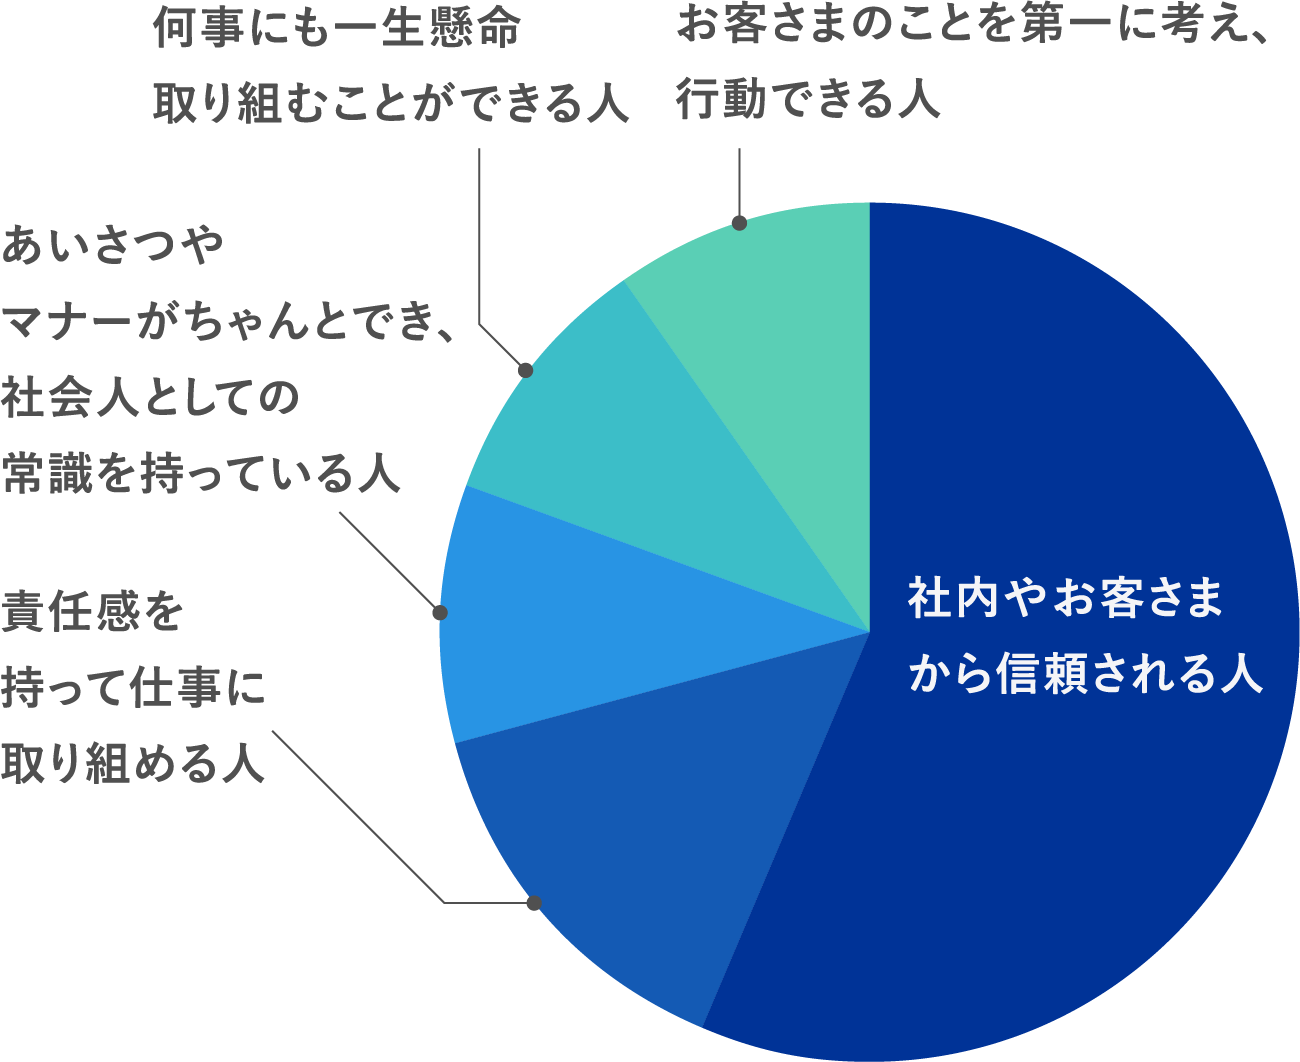 何事にも一生懸命
取り組むことができる人
お客さまのことを第一に考え、
行動できる人
あいさつや
マナーがちゃんとでき、
社会人としての
常識を持っている人
責任感を
持って仕事に
取り組める人
社内やお客さま
から信頼される人